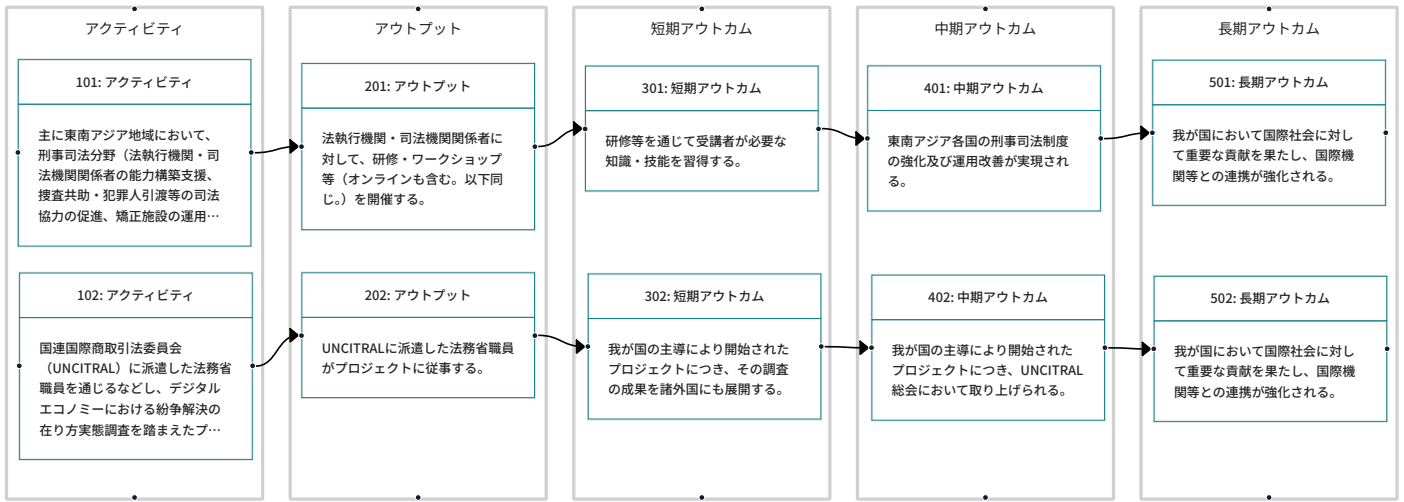 アクティビティ
101: アクティビティ
主に東南アジア地域において、
刑事司法分野（法執行機関・司
法機関関係者の能力構築支援、
捜査共助・犯罪人引渡等の司法
協力の促進、矯正施設の運用…
102: アクティビティ
国連国際商取引法委員会
（UNCITRAL）に派遣した法務省
職員を通じるなどし、デジタル
エコノミーにおける紛争解決の
在り方実態調査を踏まえたプ…
アウトプット
201: アウトプット
法執行機関・司法機関関係者に
対して、研修・ワークショップ
等（オンラインも含む。以下同
じ。）を開催する。
202: アウトプット
UNCITRALに派遣した法務省職員
がプロジェクトに従事する。
短期アウトカム
301: 短期アウトカム
研修等を通じて受講者が必要な
知識・技能を習得する。
302: 短期アウトカム
我が国の主導により開始された
プロジェクトにつき、その調査
の成果を諸外国にも展開する。
中期アウトカム
401: 中期アウトカム
東南アジア各国の刑事司法制度
の強化及び運用改善が実現され
る。
402: 中期アウトカム
我が国の主導により開始された
プロジェクトにつき、UNCITRAL
総会において取り上げられる。
長期アウトカム
501: 長期アウトカム
我が国において国際社会に対し
て重要な貢献を果たし、国際機
関等との連携が強化される。
502: 長期アウトカム
我が国において国際社会に対し
て重要な貢献を果たし、国際機
関等との連携が強化される。